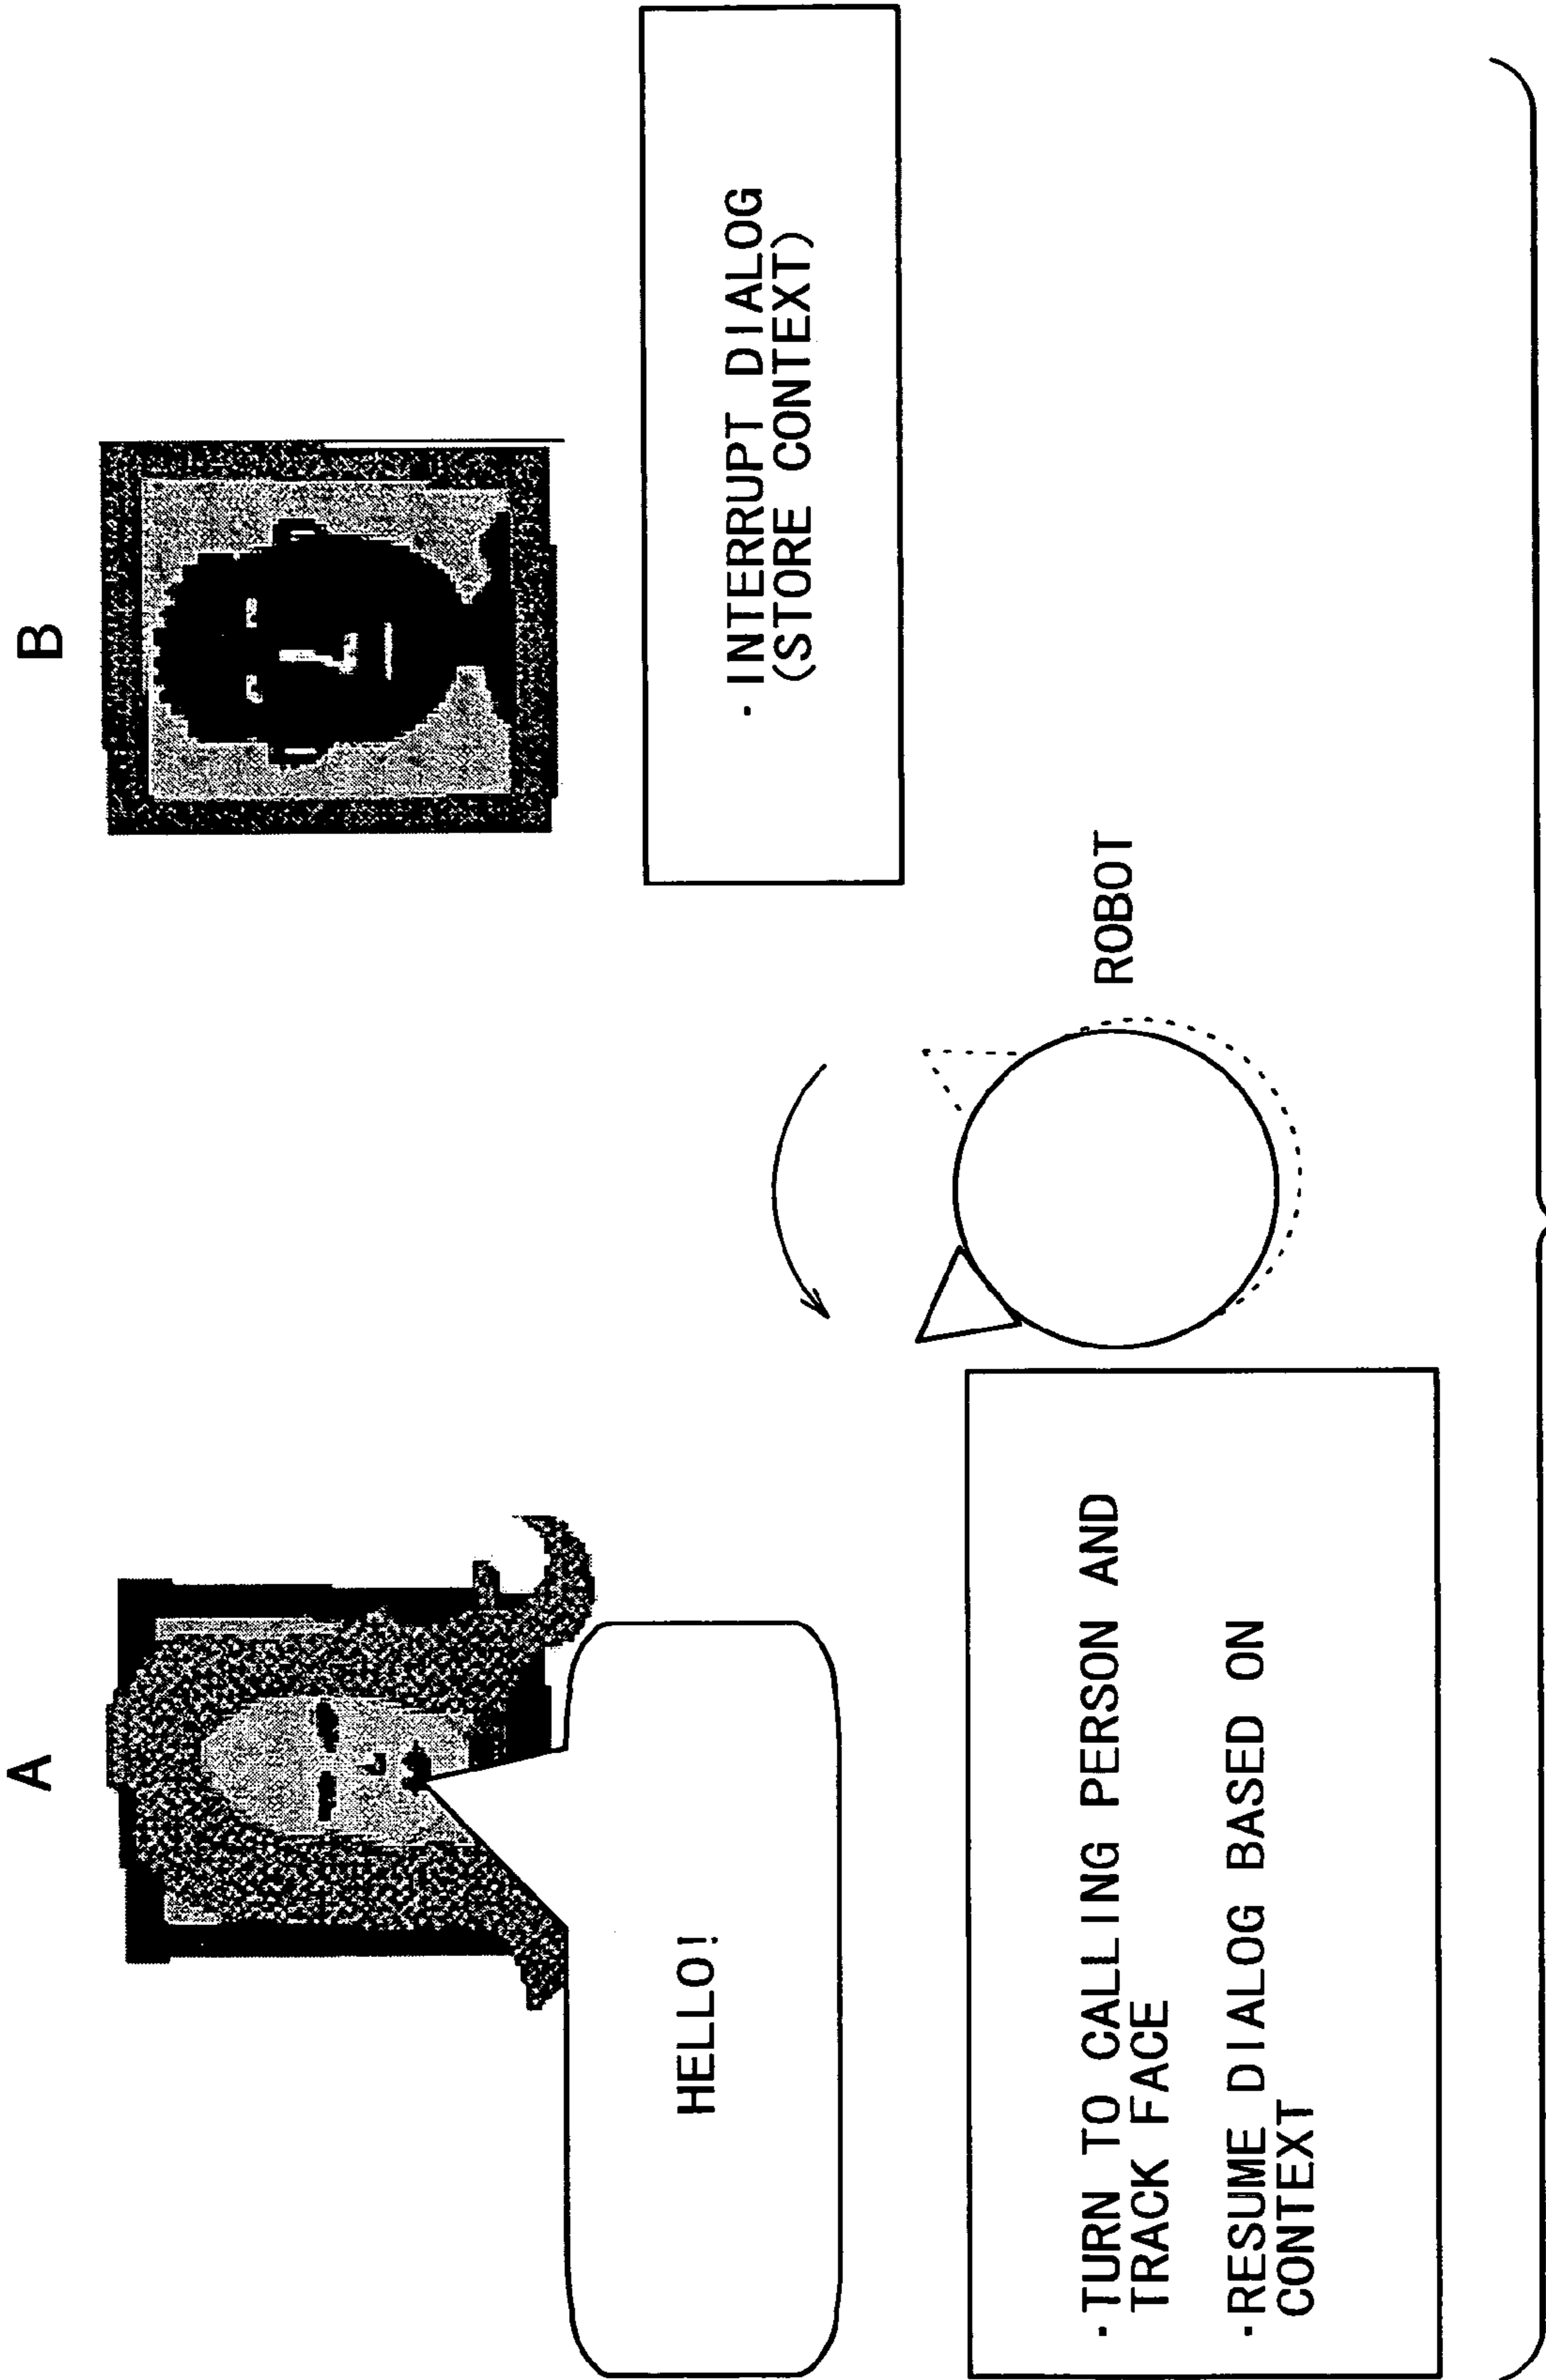 A
B
HELLO!
· INTERRUPT DIALOG
(STORE CONTEXT)
ROBOT
· TURN TO CALLING PERSON AND
TRACK FACE
· RESUME DIALOG BASED ON
CONTEXT